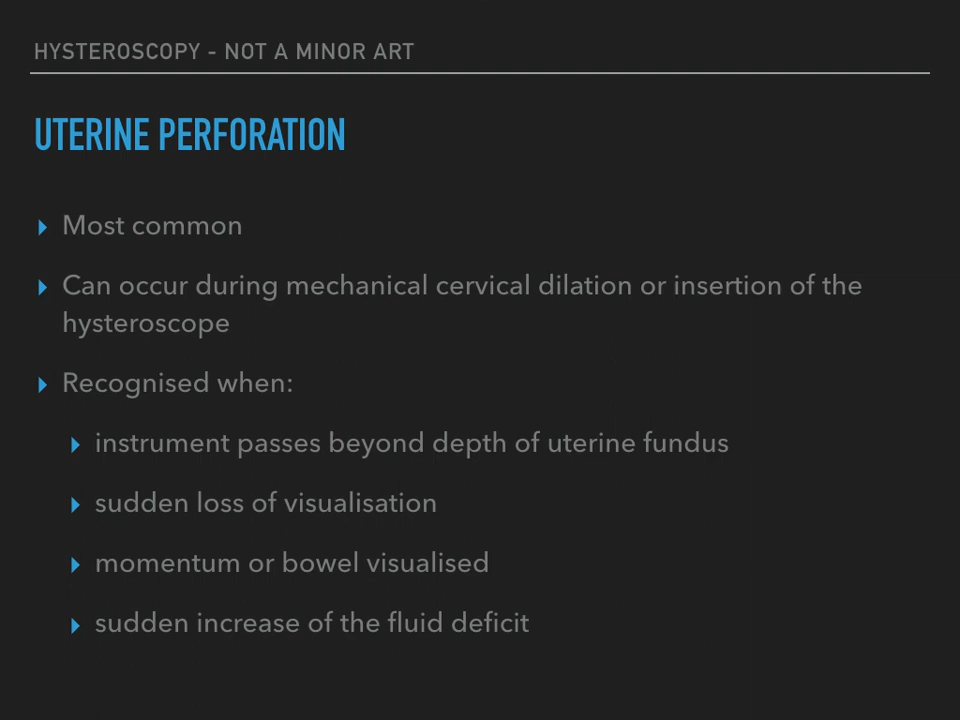 HYSTEROSCOPY - NOT A MINOR ART
UTERINE PERFORATION
Most common
Can occur during mechanical cervical dilation or insertion of the
hysteroscope
Recognised when:
instrument passes beyond depth of uterine fundus
sudden loss of visualisation
momentum or bowel visualised
sudden increase of the fluid deficit